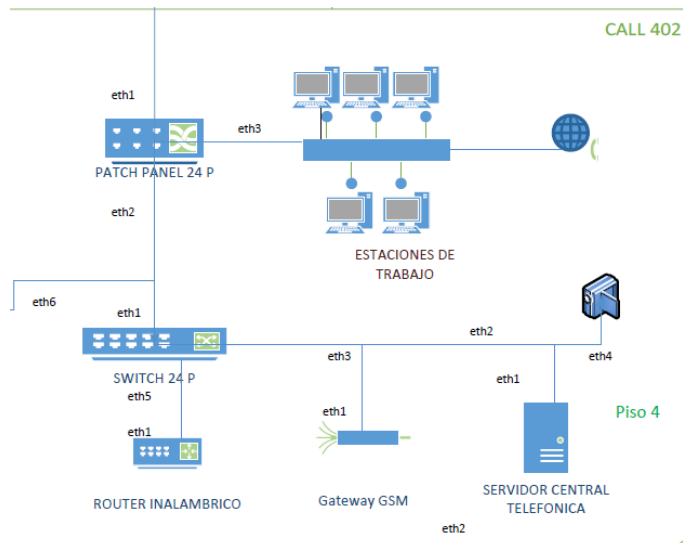 CALL 402
eth1
eth3
PATCH PANEL 24 P
eth2
ESTACIONES DE
TRABAJO
eth6
eth1
eth2
eth3
eth4
SWITCH 24 P
eth5
eth1
eth1
eth1
Piso 4
ROUTER INALAMBRICO
Gateway GSM
SERVIDOR CENTRAL
TELEFONICA
eth2